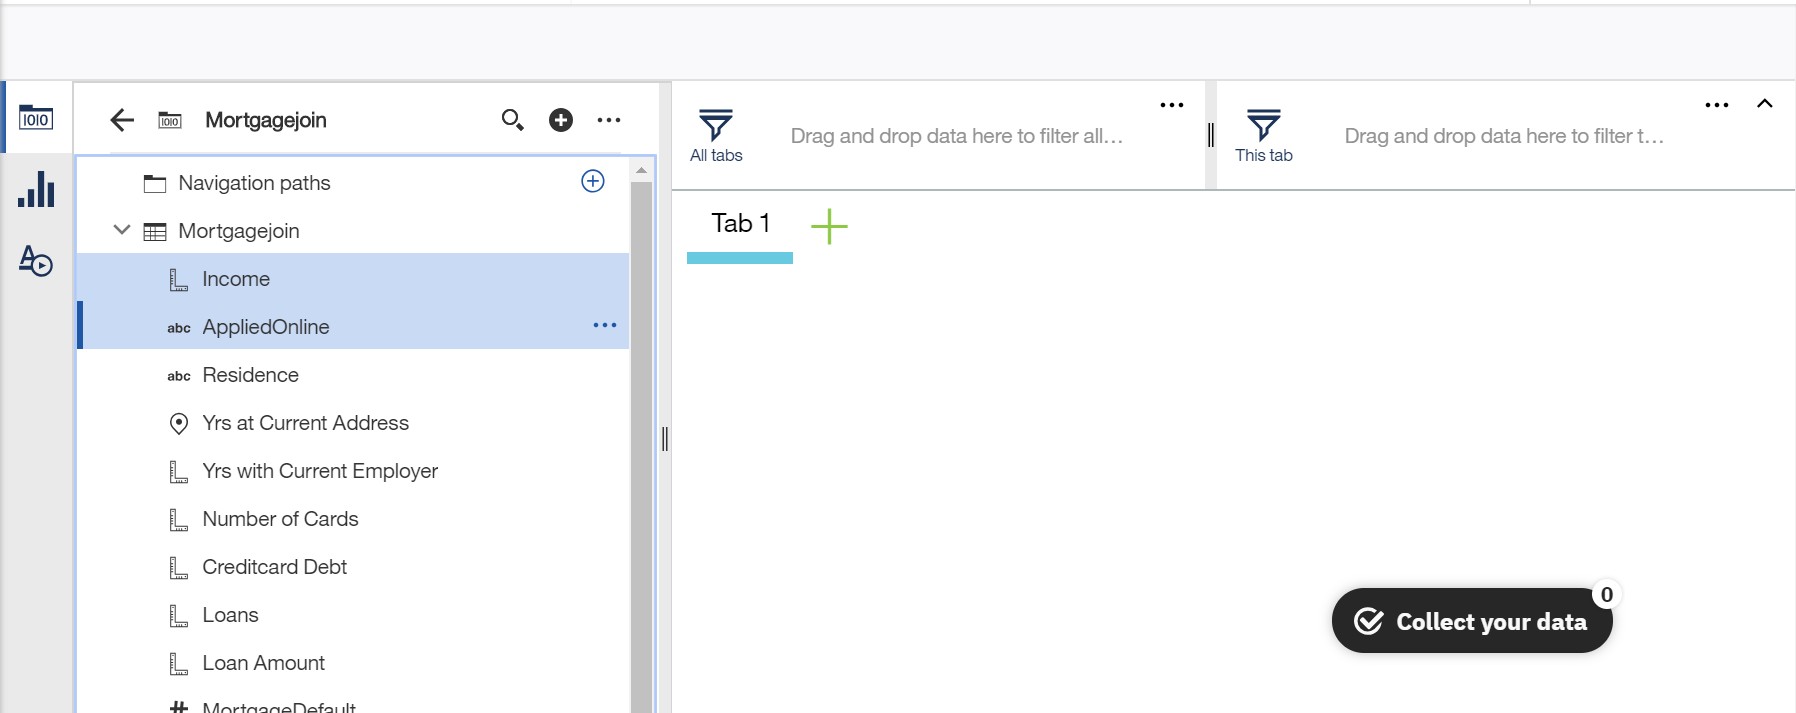 Mortgagejoin
Navigation paths
Mortgagejoin
Income
abc AppliedOnline
abc Residence
Yrs at Current Address
Yrs with Current Employer
Number of Cards
Creditcard Debt
Loans
Loan Amount
# MortgageDefault
All tabs
Drag and drop data here to filter all...
This tab
Drag and drop data here to filter t...
Tab 1
0
Collect your data